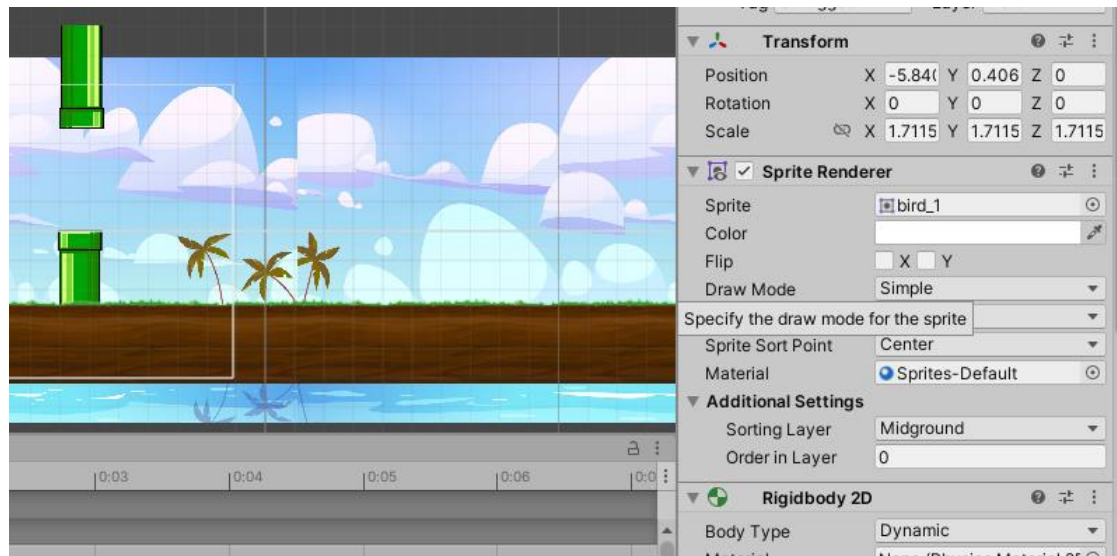 Transform
Position X -5.84( Y 0.406 Z 0
Rotation X 0 Y 0 Z 0
Scale X 1.7115 Y 1.7115 Z 1.7115
Sprite Renderer
Sprite bird_1
Color
Flip X Y
Draw Mode Simple
Specify the draw mode for the sprite
Sprite Sort Point Center
Material Sprites-Default
Additional Settings
Sorting Layer Midground
Order in Layer 0
0:03 0:04 0:05 0:06 0:0
Rigidbody 2D
Body Type Dynamic